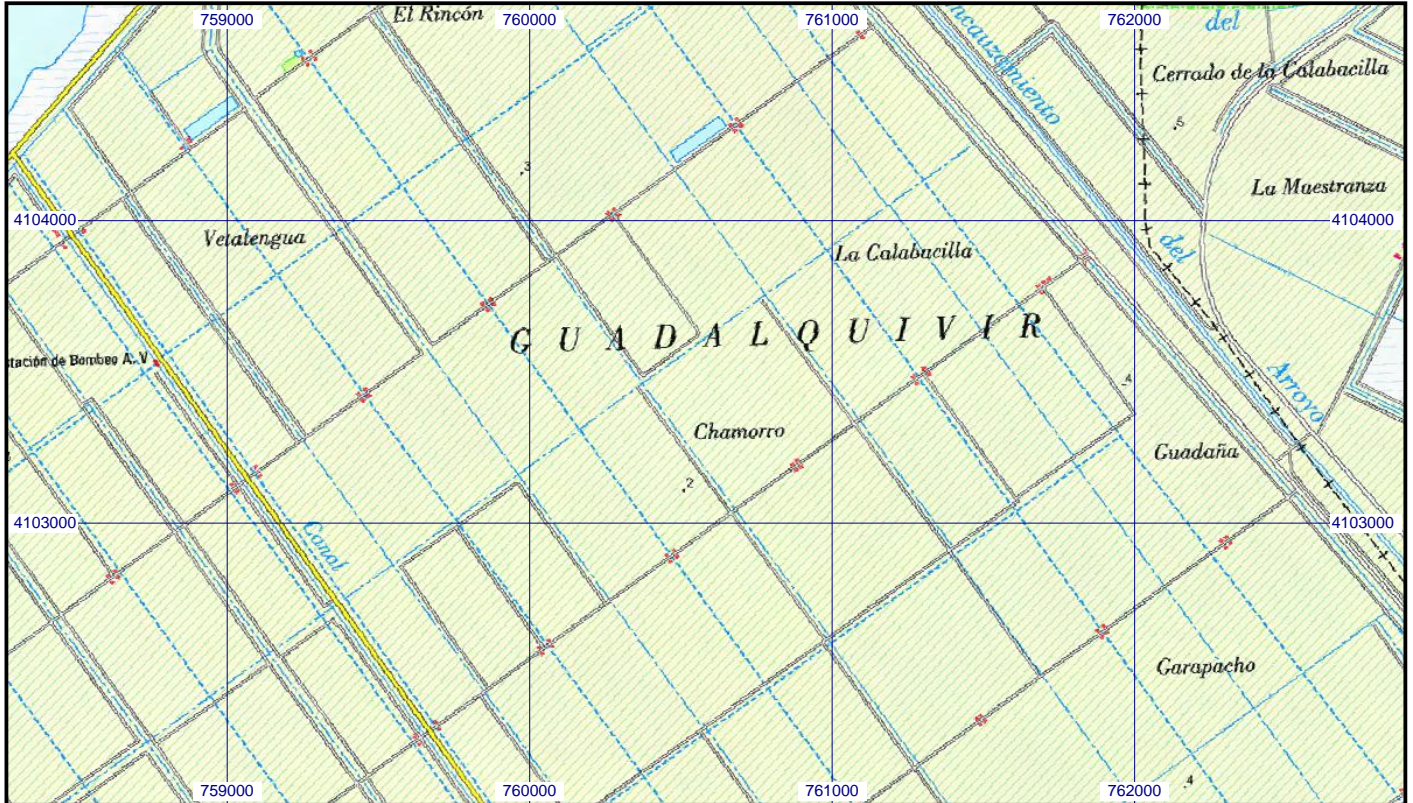 759000
760000
761000
762000
El Rincón
del
Encauzamiento
Cerrado de la Calabacilla
.5
.3
La Maestranza
4104000
4104000
Vetalengua
La Calabacilla
del
GUADALQUIVIR
Estación de Bombeo A. V
.4
Arroyo
Chamorro
Guadaña
.2
4103000
4103000
Canal
Garapacho
.4
759000
760000
761000
762000